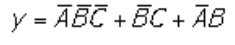 y = A̅B̅C̅ + B̅C + A̅B